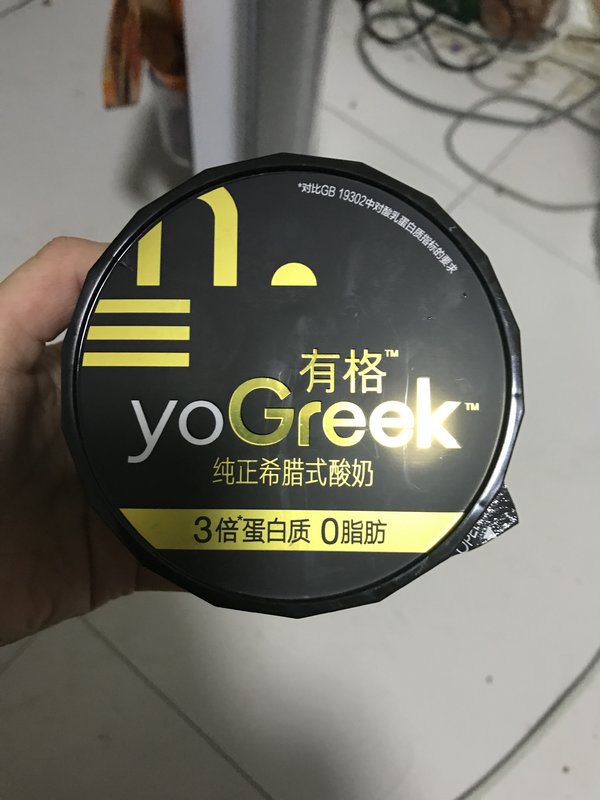 *对比GB 19302中对酸乳蛋白质指标的要求
n.
有格™
yoGreek™
纯正希腊式酸奶
3倍*蛋白质 0脂肪